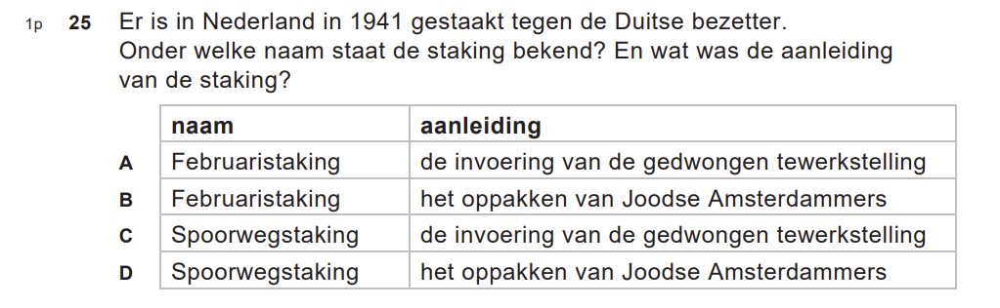 1p 25 Er is in Nederland in 1941 gestaakt tegen de Duitse bezetter.
Onder welke naam staat de staking bekend? En wat was de aanleiding
van de staking?
naam aanleiding
A Februaristaking de invoering van de gedwongen tewerkstelling
B Februaristaking het oppakken van Joodse Amsterdammers
C Spoorwegstaking de invoering van de gedwongen tewerkstelling
D Spoorwegstaking het oppakken van Joodse Amsterdammers